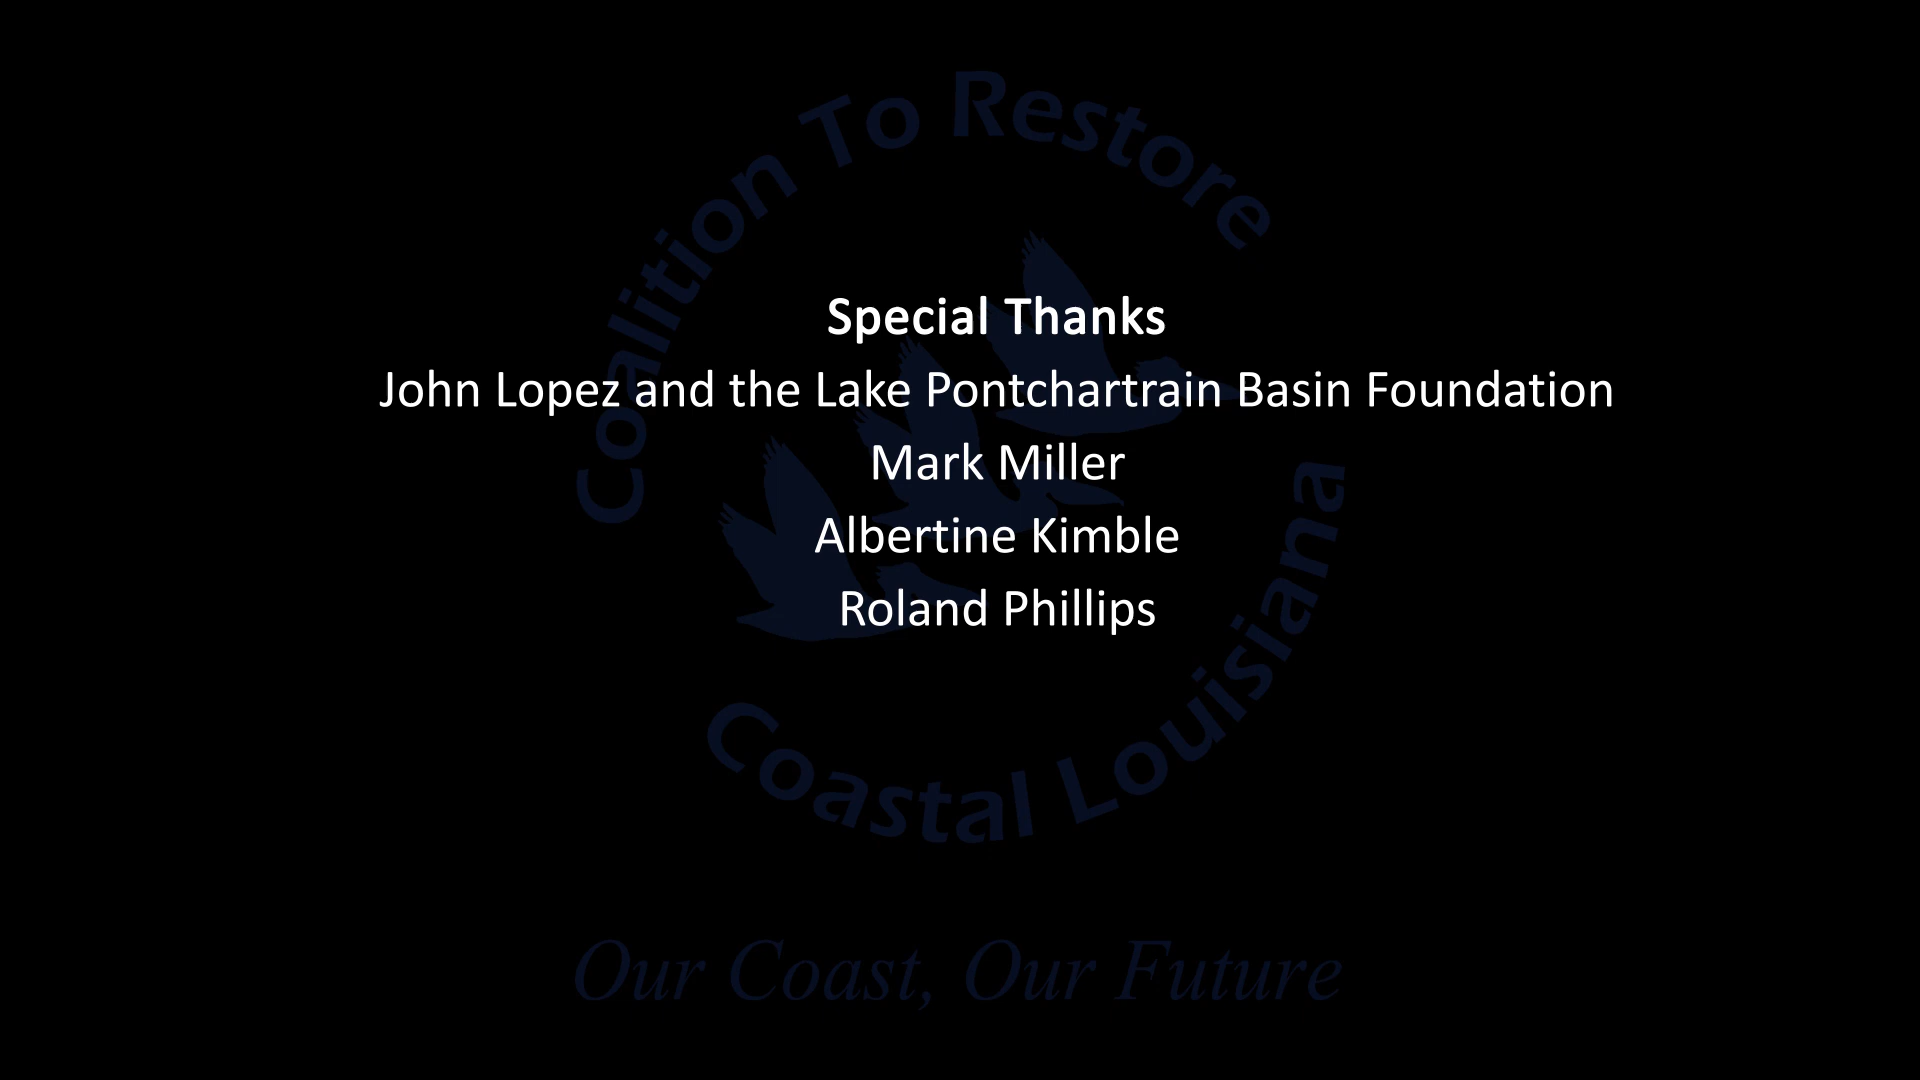 Coalition To Restore
Special Thanks
John Lopez and the Lake Pontchartrain Basin Foundation
Mark Miller
Albertine Kimble
Roland Phillips
Coastal Louisiana
Our Coast, Our Future